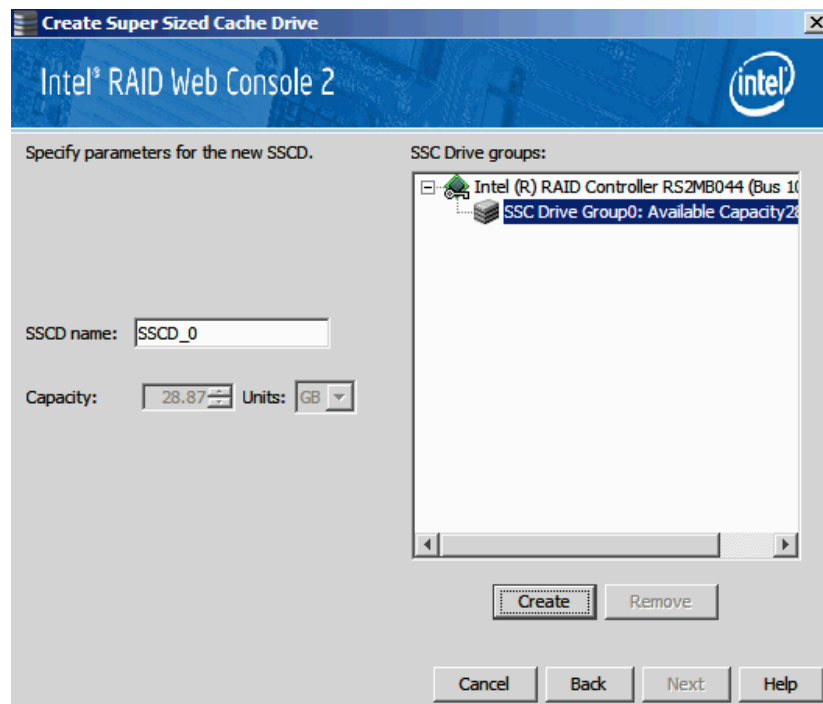 Create Super Sized Cache Drive
Intel® RAID Web Console 2
intel
Specify parameters for the new SSCD.
SSC Drive groups:
Intel (R) RAID Controller RS2MB044 (Bus 10
SSC Drive Group0: Available Capacity28
SSCD name: SSCD_0
Capacity: 28.87 Units: GB
Create Remove
Cancel Back Next Help